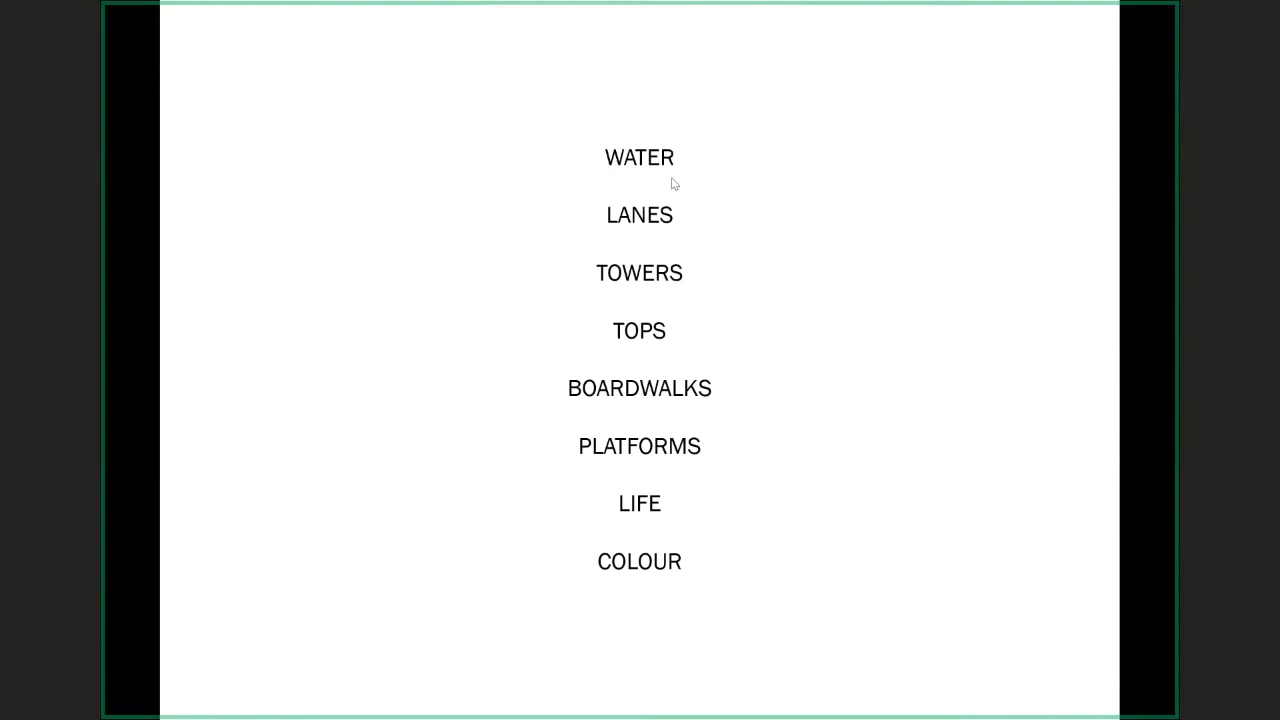 WATER
LANES
TOWERS
TOPS
BOARDWALKS
PLATFORMS
LIFE
COLOUR